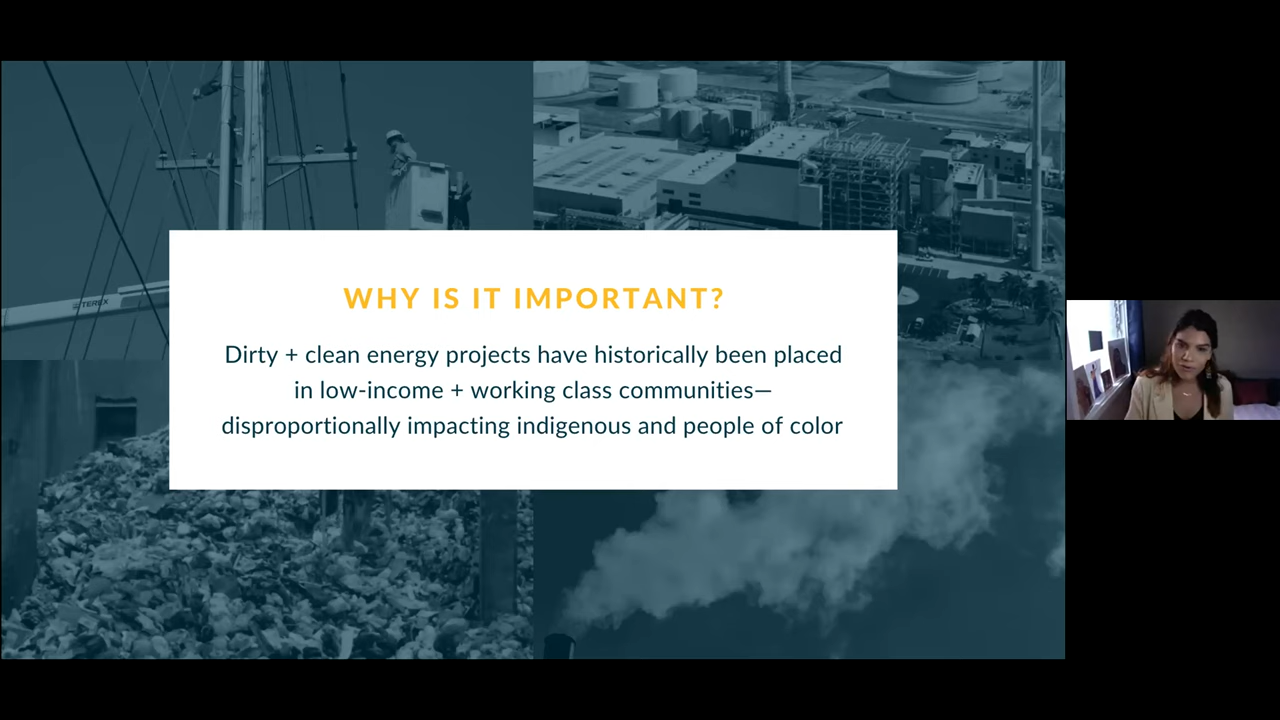 WHY IS IT IMPORTANT?
Dirty + clean energy projects have historically been placed
in low-income + working class communities—
disproportionally impacting indigenous and people of color
TEREX